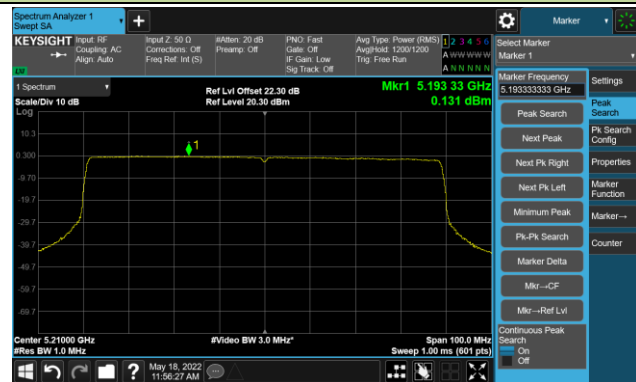 Spectrum Analyzer 1
Swept SA
Marker
KEYSIGHT
Input: RF
Coupling: AC
Align: Auto
Input Z: 50 Ω
Corrections: Off
Freq Ref: Int (S)
#Atten: 20 dB
Preamp: Off
PNO: Fast
Gate: Off
IF Gain: Low
Sig Track: Off
Avg Type: Power (RMS)
Avg|Hold: 1200/1200
Trig: Free Run
1 2 3 4 5 6
A W W W W W
A N N N N N
Select Marker
Marker 1
1 Spectrum
Scale/Div 10 dB
Log
Ref Lvl Offset 22.30 dB
Ref Level 20.30 dBm
Mkr1 5.193 33 GHz
0.131 dBm
10.3
0.300
-9.70
-19.7
-29.7
-39.7
-49.7
-59.7
-69.7
1
Center 5.21000 GHz
#Res BW 1.0 MHz
#Video BW 3.0 MHz*
Span 100.0 MHz
Sweep 1.00 ms (601 pts)
Marker Frequency
5.193333333 GHz
Peak Search
Next Peak
Next Pk Right
Next Pk Left
Minimum Peak
Pk-Pk Search
Marker Delta
Mkr→CF
Mkr→Ref Lvl
Continuous Peak
Search
On
Off
Settings
Peak
Search
Pk Search
Config
Properties
Marker
Function
Marker→
Counter
?
May 18, 2022
11:56:27 AM